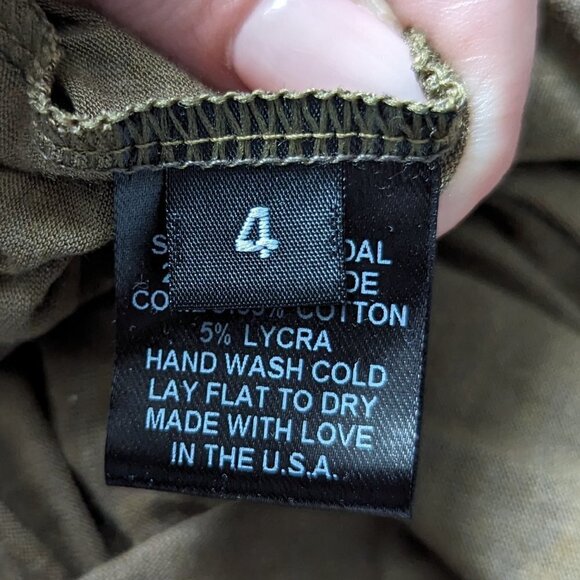 4
COTTON
5% LYCRA
HAND WASH COLD
LAY FLAT TO DRY
MADE WITH LOVE
IN THE U.S.A.